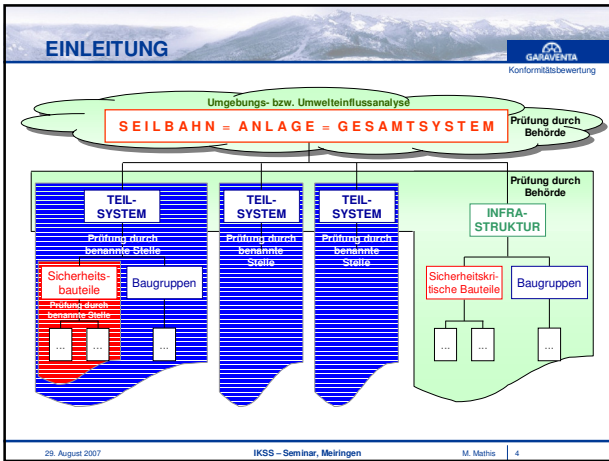 EINLEITUNG
GARAVENTA
Konformitätsbewertung
Umgebungs- bzw. Umwelteinflussanalyse
SEILBAHN = ANLAGE = GESAMTSYSTEM
Prüfung durch
Behörde
Prüfung durch
Behörde
TEIL-
SYSTEM
TEIL-
SYSTEM
TEIL-
SYSTEM
INFRA-
STRUKTUR
Prüfung durch
benannte Stelle
Prüfung durch
benannte
Stelle
Prüfung durch
benannte
Stelle
Sicherheits-
bauteile
Baugruppen
Sicherheitskri-
tische Bauteile
Baugruppen
Prüfung durch
benannte Stelle
...
...
...
...
...
...
29. August 2007
IKSS – Seminar, Meiringen
M. Mathis
4